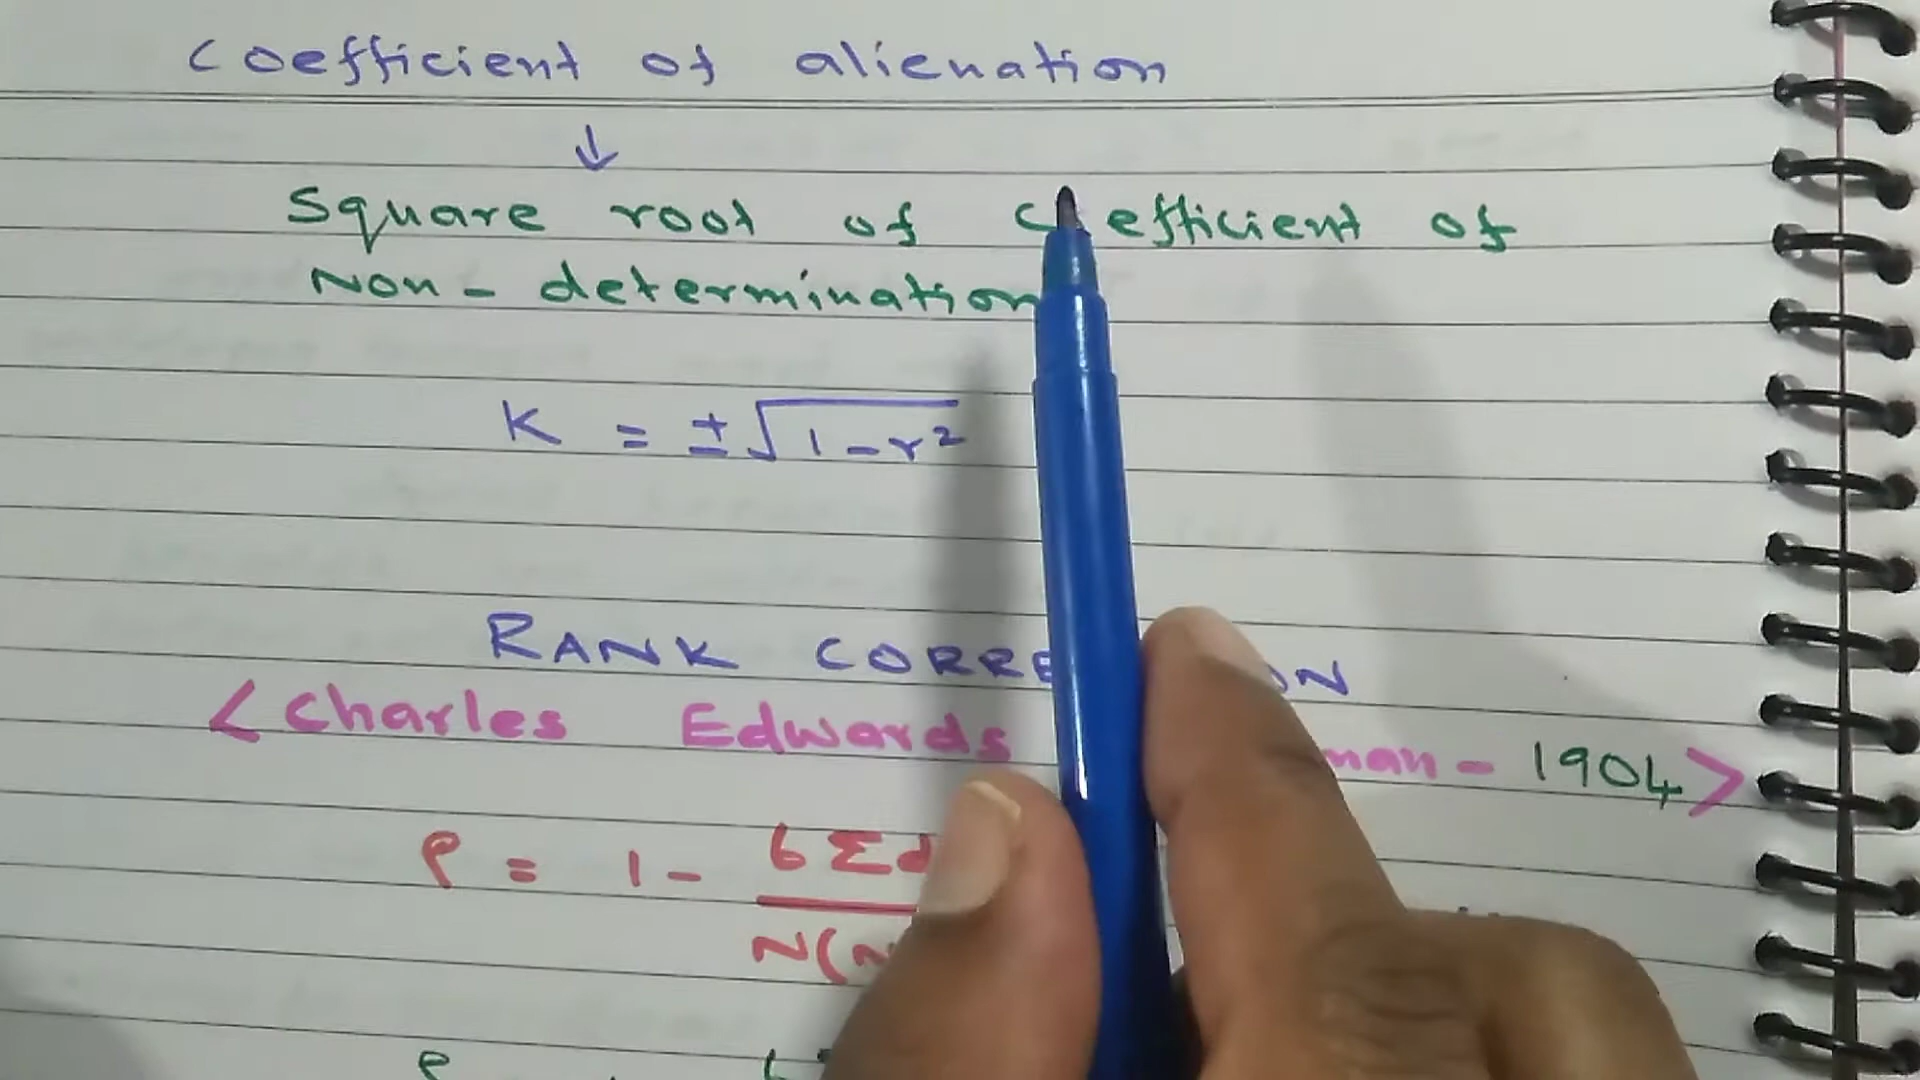 Coefficient of alienation
↓
Square root of C efficient of
Non - determination
K = ±√1-r²
RANK CORRE ON
< Charles Edwards man - 1904 >
ρ = 1 - 6Σd
N(N
ρ